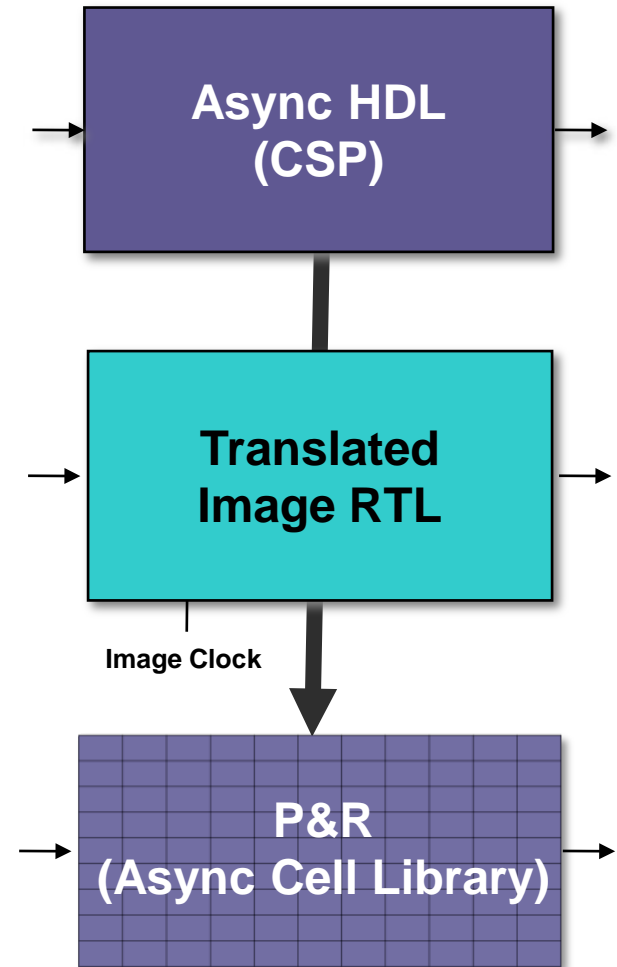 Async HDL
(CSP)
Translated
Image RTL
Image Clock
P&R
(Async Cell Library)